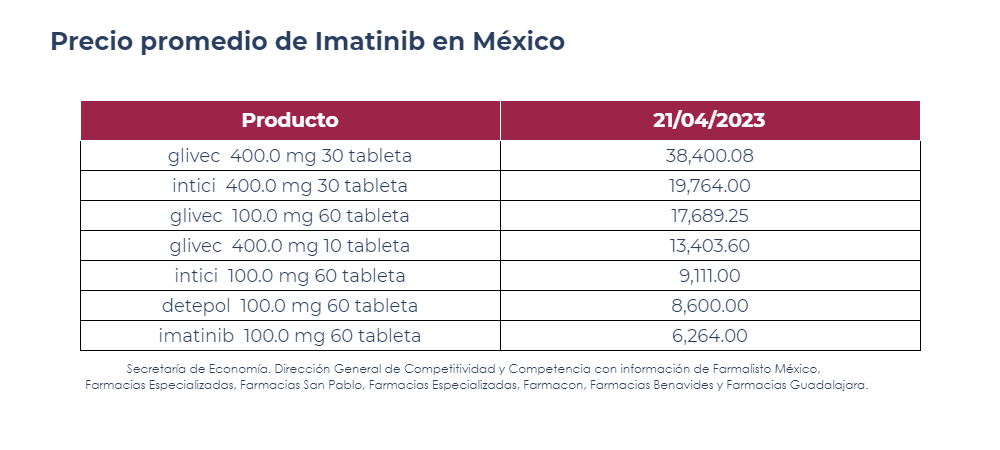 Precio promedio de Imatinib en México
Producto 21/04/2023
glivec 400.0 mg 30 tableta 38,400.08
intici 400.0 mg 30 tableta 19,764.00
glivec 100.0 mg 60 tableta 17,689.25
glivec 400.0 mg 10 tableta 13,403.60
intici 100.0 mg 60 tableta 9,111.00
detepol 100.0 mg 60 tableta 8,600.00
imatinib 100.0 mg 60 tableta 6,264.00
Secretaría de Economía. Dirección General de Competitividad y Competencia con información de Farmalisto México,
Farmacias Especializadas, Farmacias San Pablo, Farmacias Especializadas, Farmacon, Farmacias Benavides y Farmacias Guadalajara.